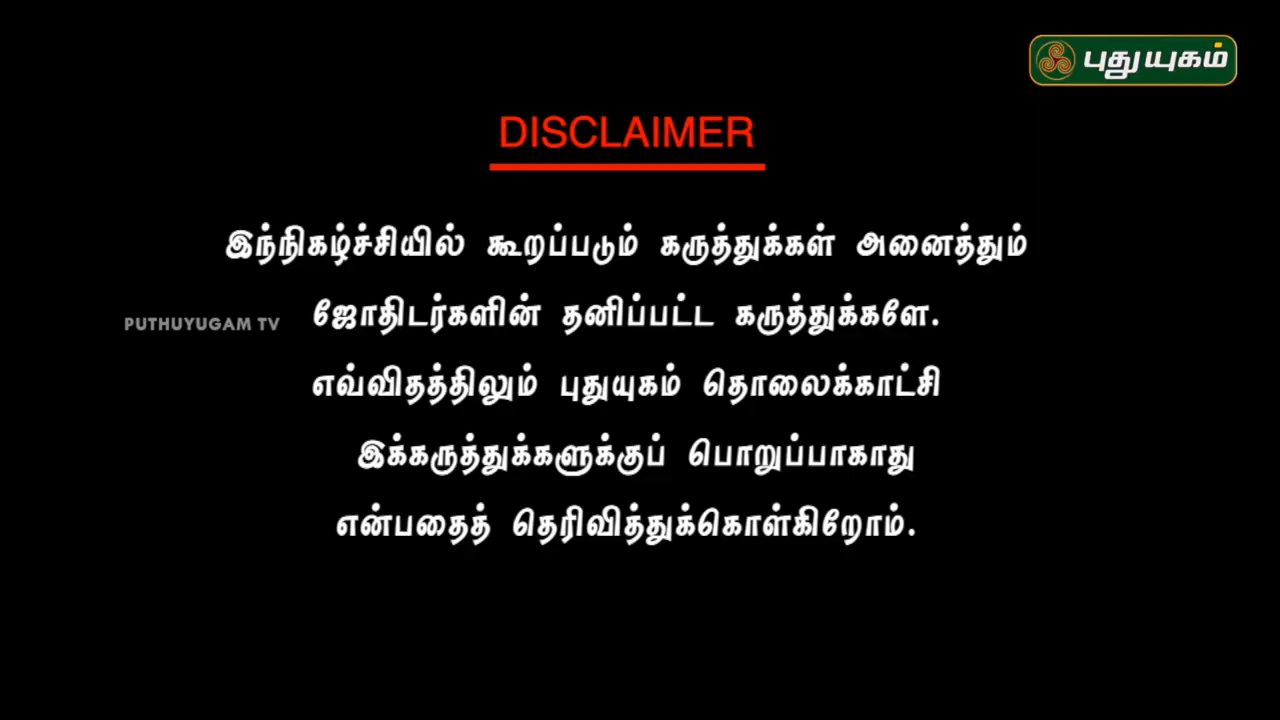 புதுயுகம்
DISCLAIMER
இந்நிகழ்ச்சியில் கூறப்படும் கருத்துக்கள் அனைத்தும்
PUTHUYUGAM TV
ஜோதிடர்களின் தனிப்பட்ட கருத்துக்களே.
எவ்விதத்திலும் புதுயுகம் தொலைக்காட்சி
இக்கருத்துக்களுக்குப் பொறுப்பாகாது
என்பதைத் தெரிவித்துக்கொள்கிறோம்.